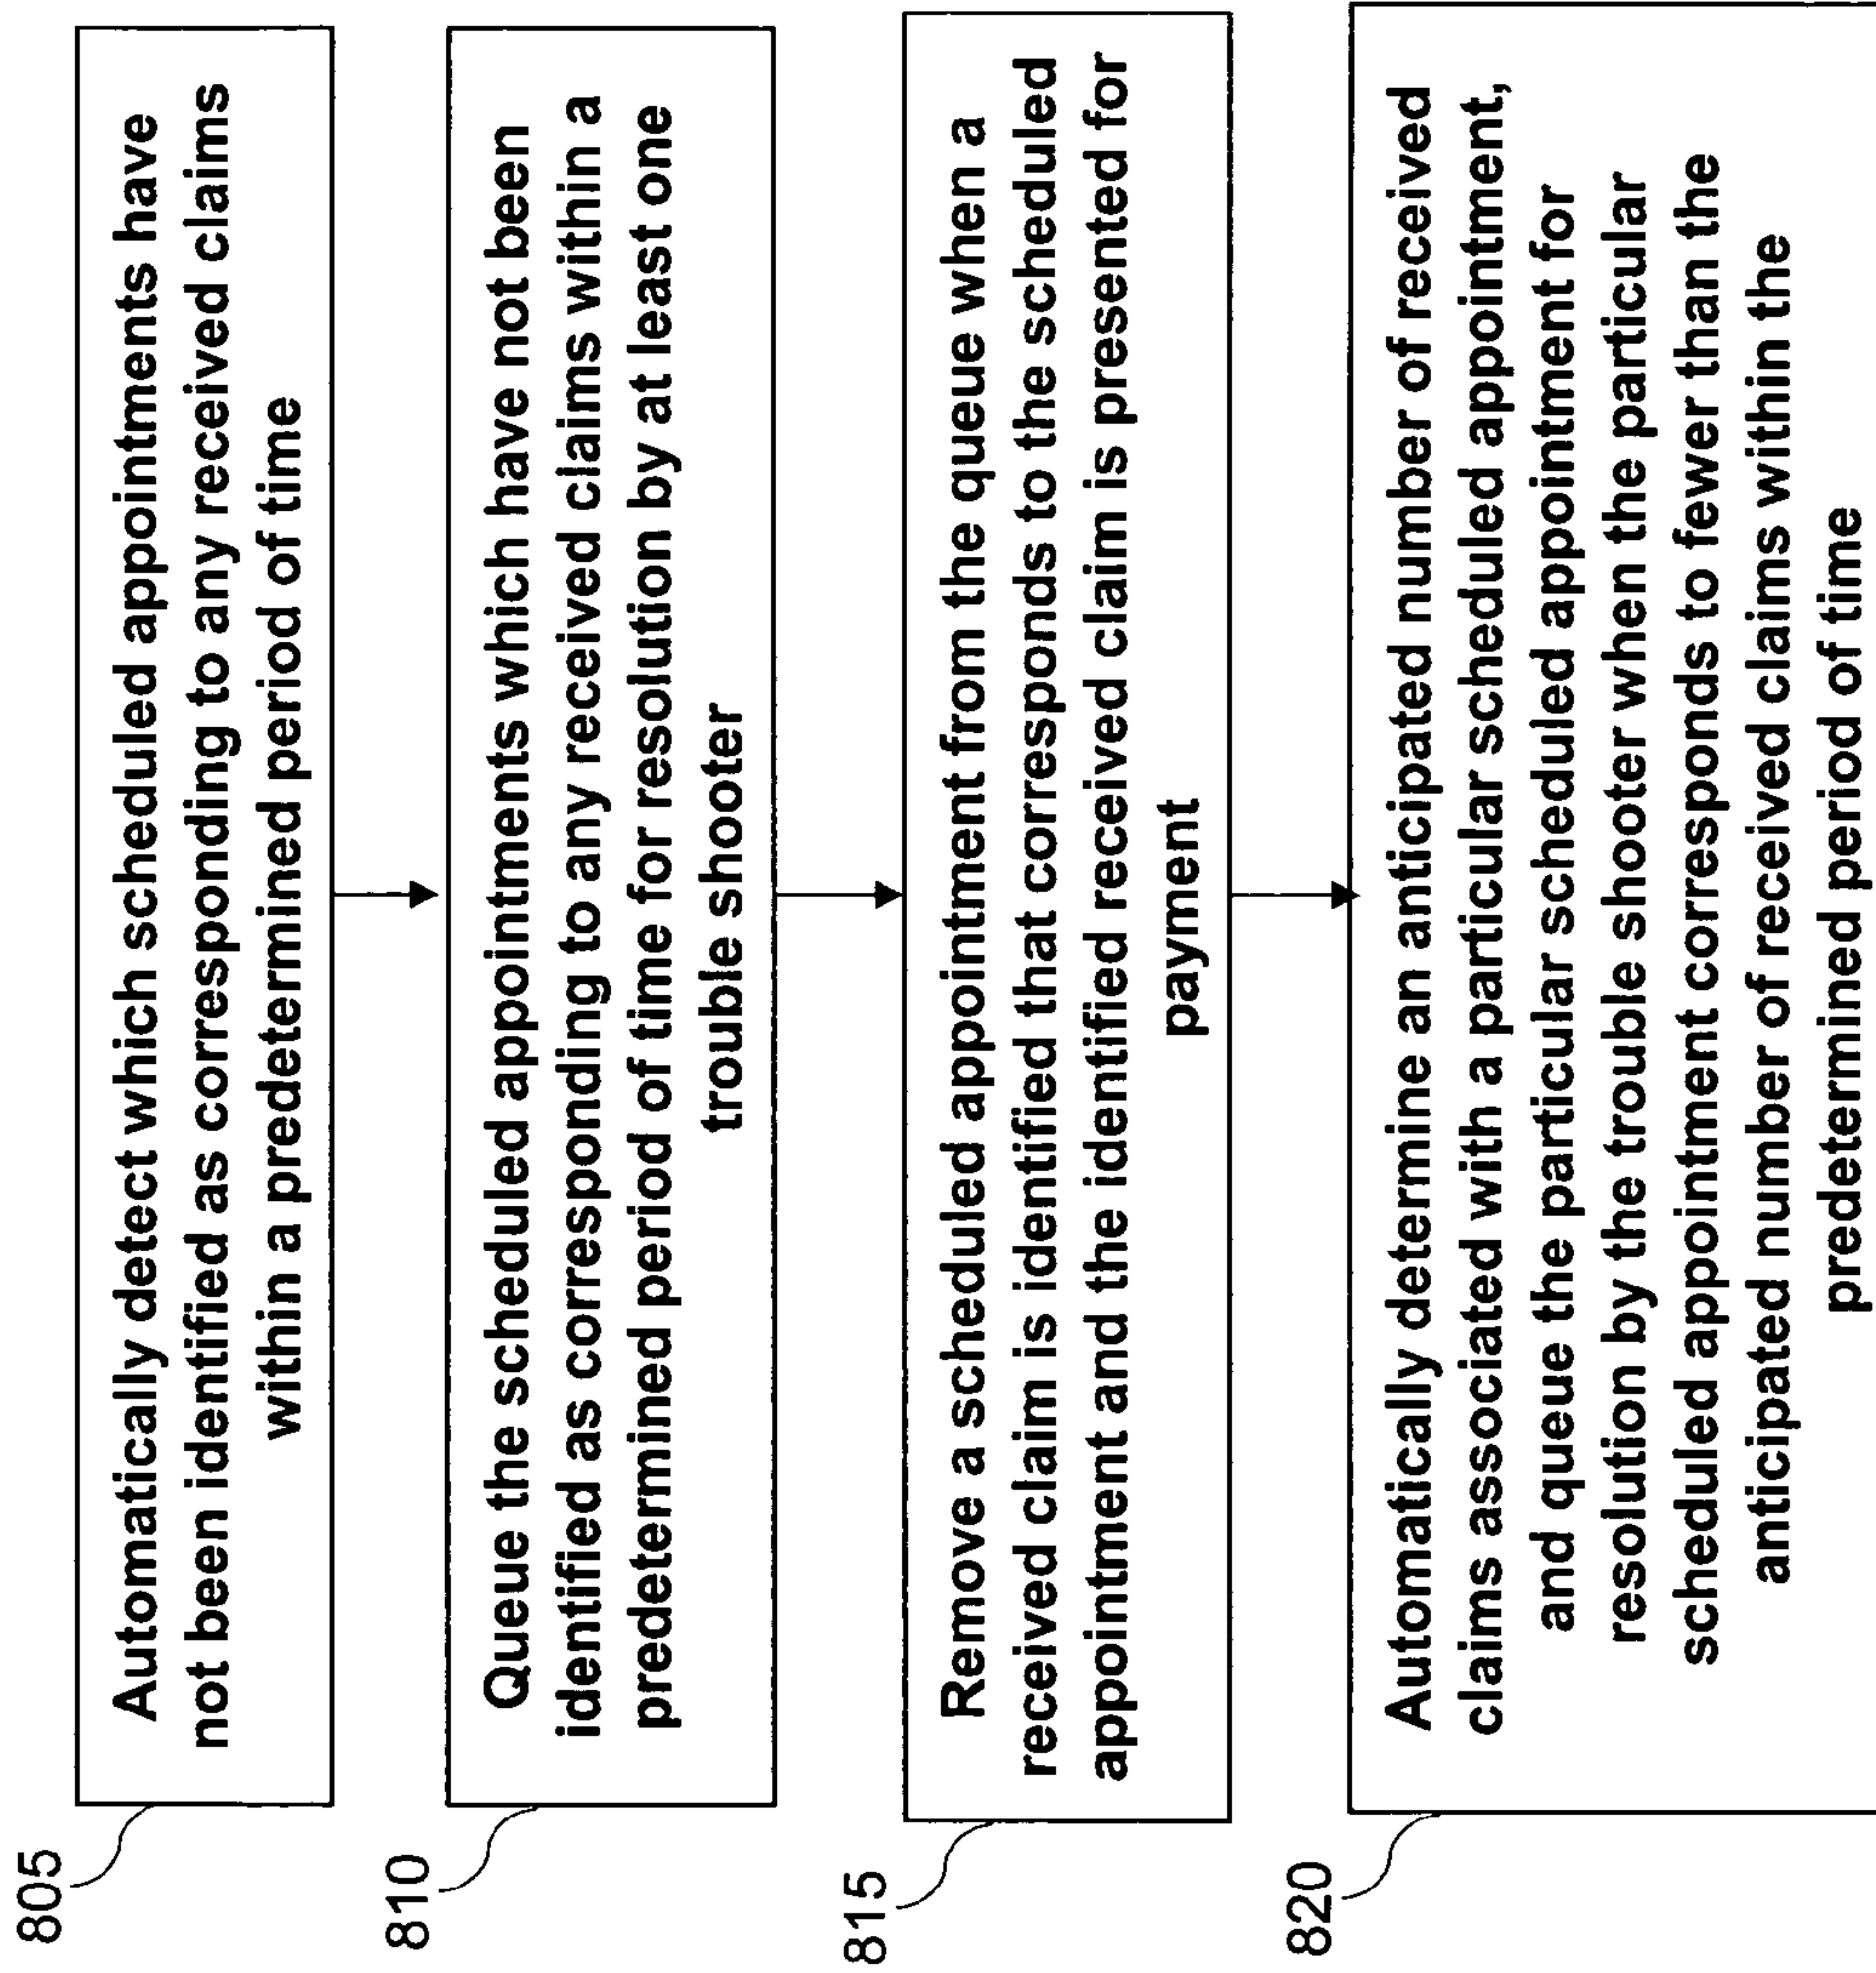 805
Automatically detect which scheduled appointments have
not been identified as corresponding to any received claims
within a predetermined period of time
810
Queue the scheduled appointments which have not been
identified as corresponding to any received claims within a
predetermined period of time for resolution by at least one
trouble shooter
815
Remove a scheduled appointment from the queue when a
received claim is identified that corresponds to the scheduled
appointment and the identified received claim is presented for
payment
820
Automatically determine an anticipated number of received
claims associated with a particular scheduled appointment,
and queue the particular scheduled appointment for
resolution by the trouble shooter when the particular
scheduled appointment corresponds to fewer than the
anticipated number of received claims within the
predetermined period of time